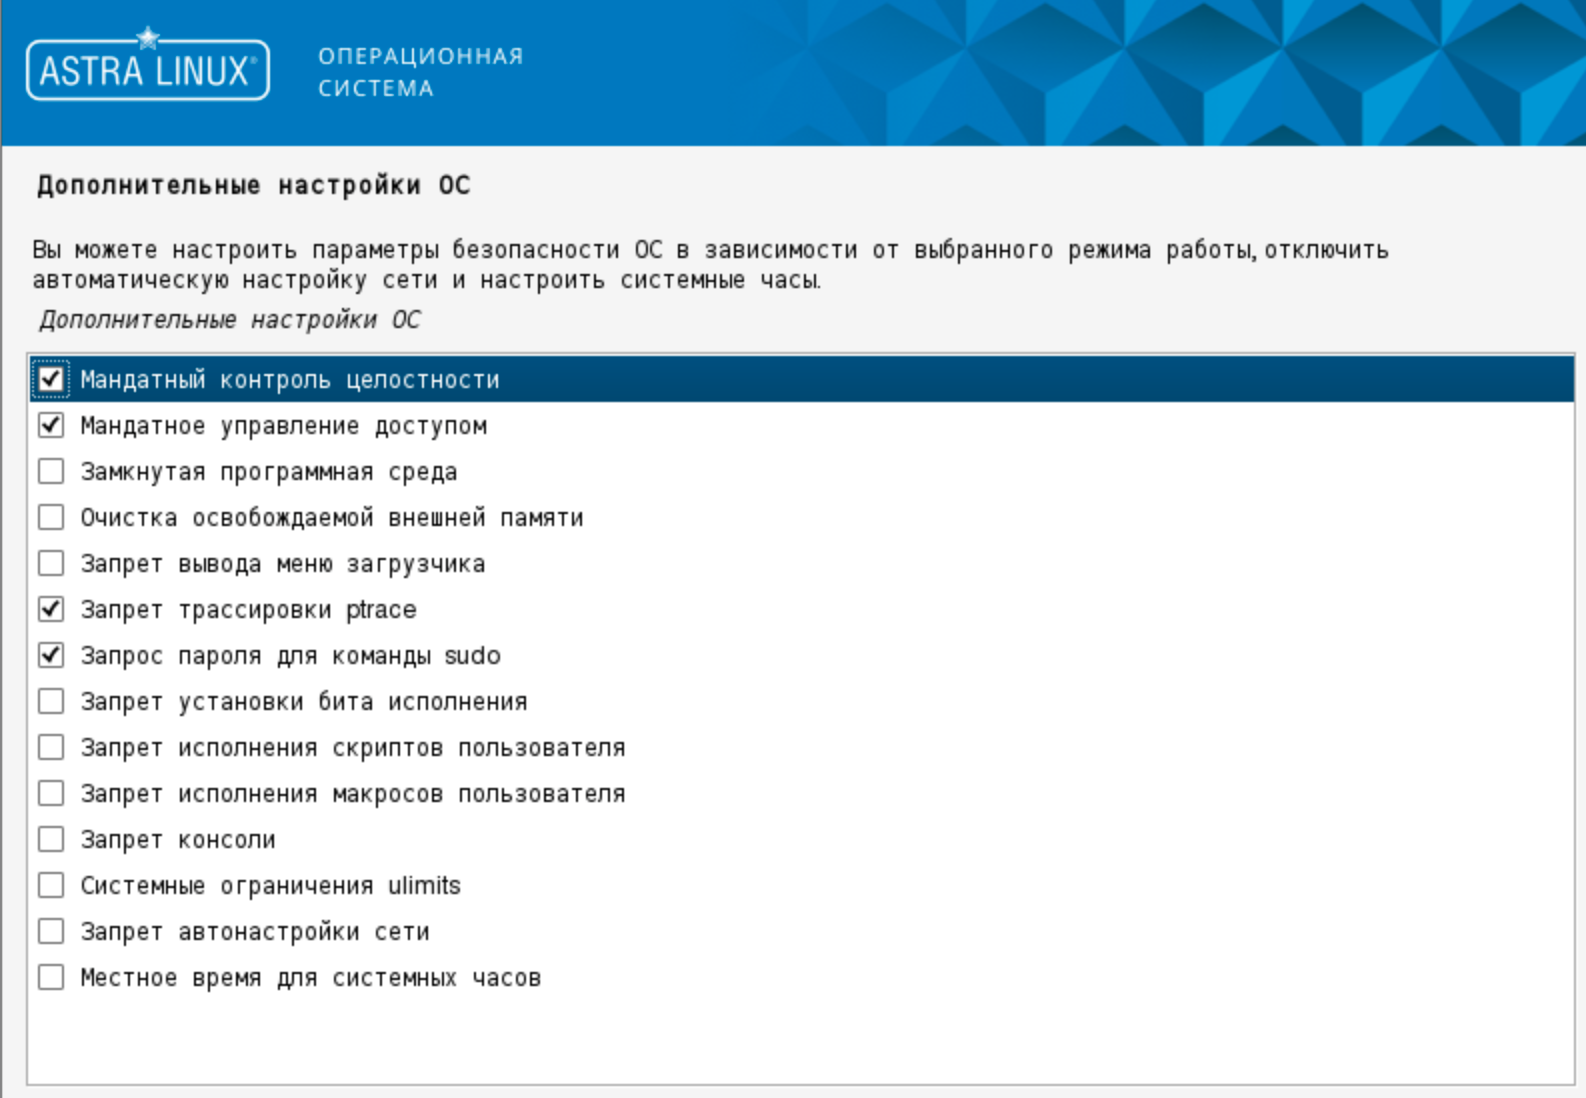 ASTRA LINUX®
ОПЕРАЦИОННАЯ
СИСТЕМА
Дополнительные настройки ОС
Вы можете настроить параметры безопасности ОС в зависимости от выбранного режима работы, отключить
автоматическую настройку сети и настроить системные часы.
Дополнительные настройки ОС
Мандатный контроль целостности
Мандатное управление доступом
Замкнутая программная среда
Очистка освобождаемой внешней памяти
Запрет вывода меню загрузчика
Запрет трассировки ptrace
Запрос пароля для команды sudo
Запрет установки бита исполнения
Запрет исполнения скриптов пользователя
Запрет исполнения макросов пользователя
Запрет консоли
Системные ограничения ulimits
Запрет автонастройки сети
Местное время для системных часов